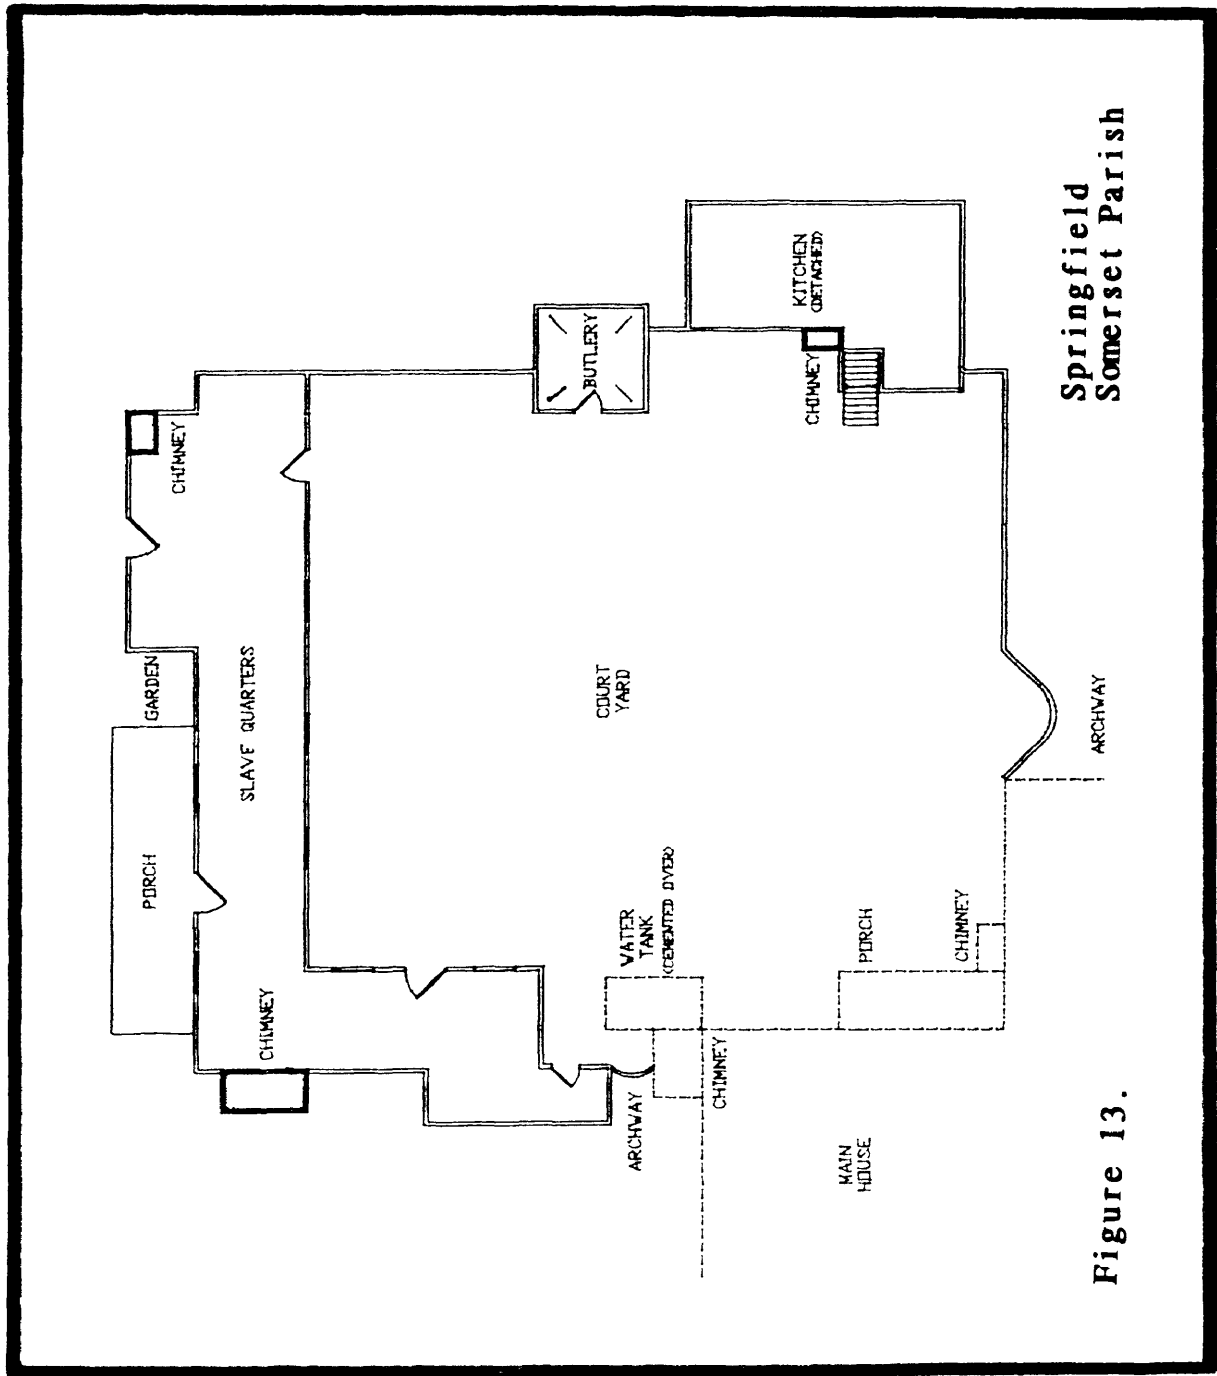 PORCH
GARDEN
CHIMNEY
SLAVE QUARTERS
CHIMNEY
BUTLERY
COURT
YARD
WATER
TANK
(CEMENTED OVER)
ARCHWAY
CHIMNEY
KITCHEN
(DETACHED)
CHIMNEY
PORCH
CHIMNEY
MAIN
HOUSE
ARCHWAY
Figure 13.
Springfield
Somerset Parish